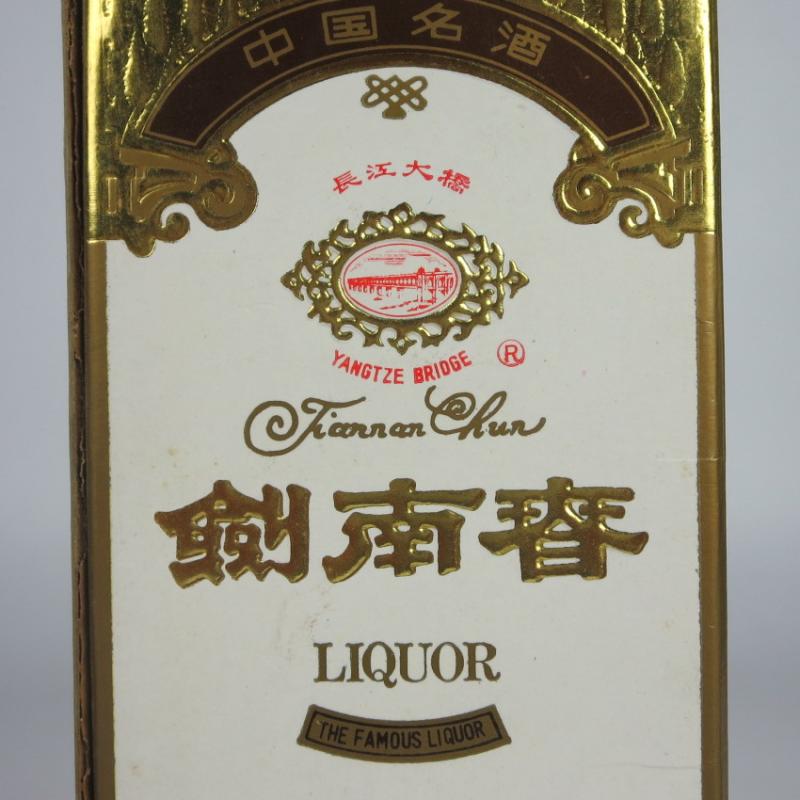 中国名酒
長江大橋
YANGTZE BRIDGE ®
Jiannan Chun
劍南春
LIQUOR
THE FAMOUS LIQUOR